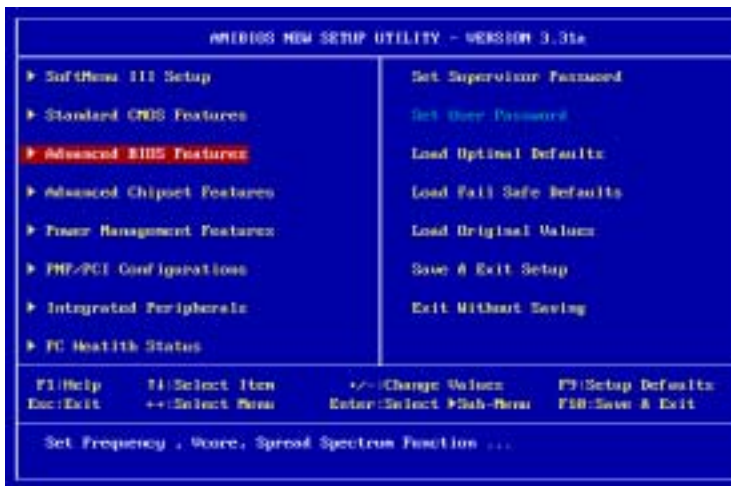 AMIBIOS NEW SETUP UTILITY - VERSION 3.31a
SoftMenu III Setup
Standard CMOS Features
Advanced BIOS Features
Advanced Chipset Features
Power Management Features
PNP/PCI Configurations
Integrated Peripherals
PC Healtth Status
Set Supervisor Password
Set User Password
Load Optimal Defaults
Load Fail Safe Defaults
Load Original Values
Save & Exit Setup
Exit Without Saving
F1:Help ↑↓:Select Item +/-:Change Values F9:Setup Defaults
Esc:Exit ←→:Select Menu Enter:Select ►Sub-Menu F10:Save & Exit
Set Frequency , Vcore, Spread Spectrum Function ...